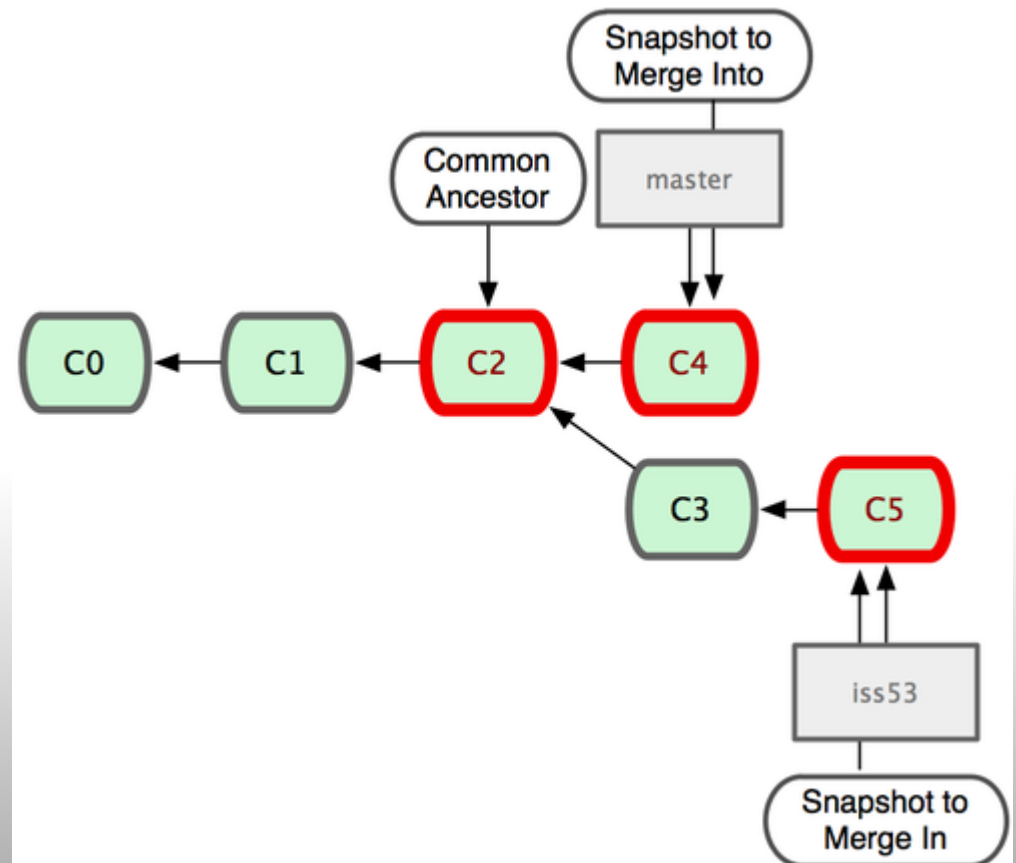 Snapshot to
Merge Into
Common
Ancestor
master
C0
C1
C2
C4
C3
C5
iss53
Snapshot to
Merge In